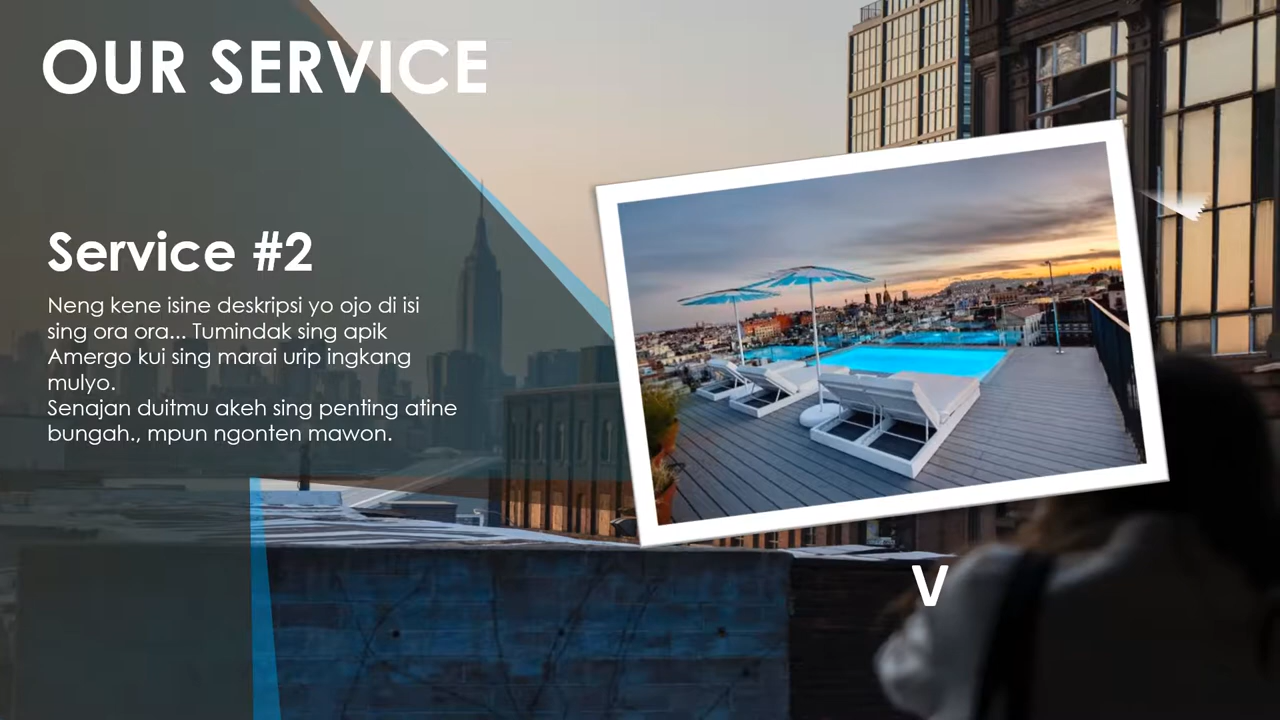 OUR SERVICE
Service #2
Neng kene isine deskripsi yo ojo di isi
sing ora ora... Tumindak sing apik
Amergo kui sing marai urip ingkang
mulyo.
Senajan duitmu akeh sing penting atine
bungah., mpun ngonten mawon.
V